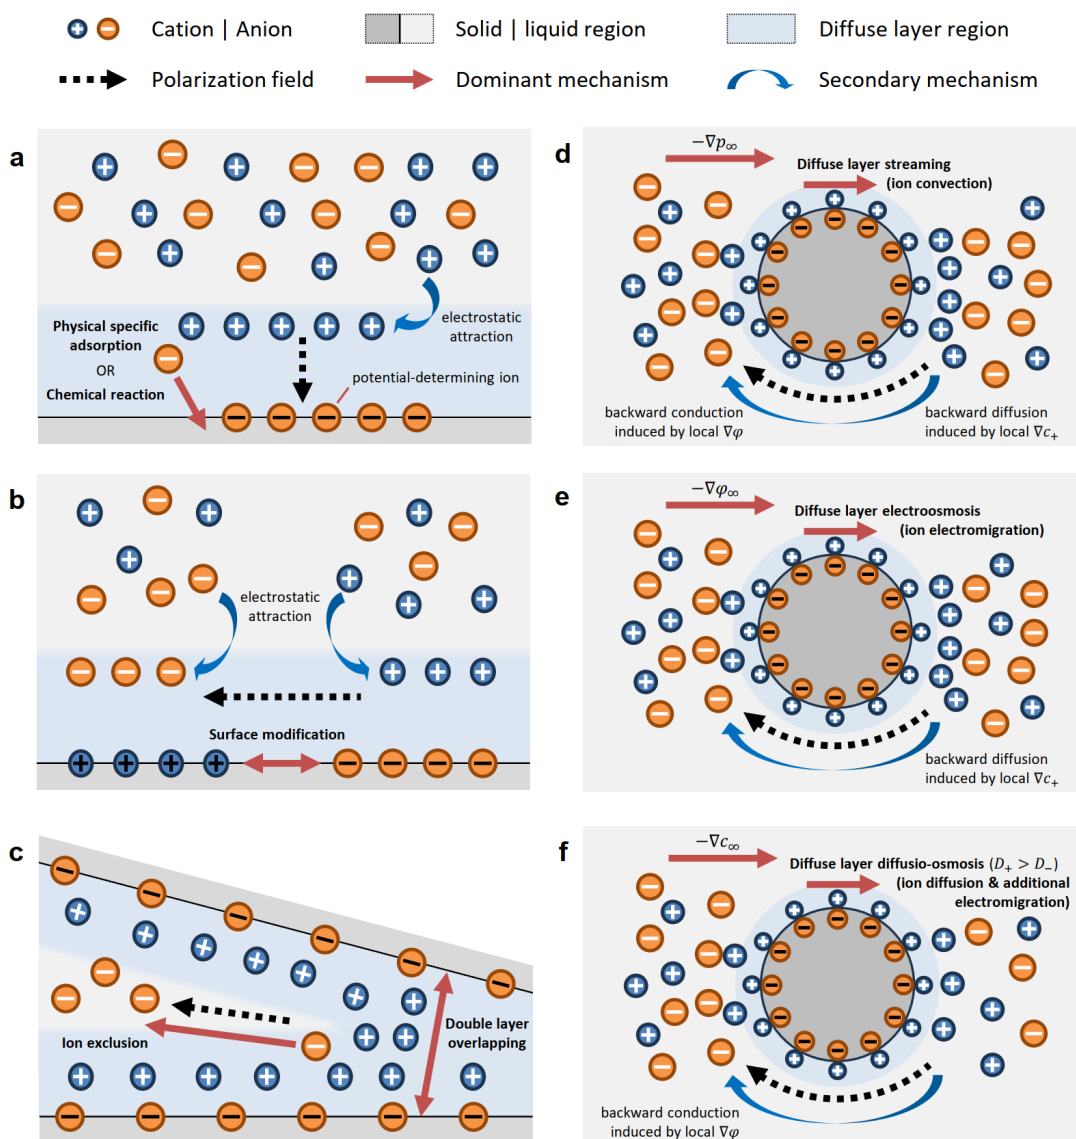 Cation | Anion
Solid | liquid region
Diffuse layer region
Polarization field
Dominant mechanism
Secondary mechanism
a
Physical specific
adsorption
OR
Chemical reaction
electrostatic
attraction
potential-determining ion
b
electrostatic
attraction
Surface modification
c
Ion exclusion
Double layer
overlapping
d
−∇p∞
Diffuse layer streaming
(ion convection)
backward conduction
induced by local ∇φ
backward diffusion
induced by local ∇c₊
e
−∇φ∞
Diffuse layer electroosmosis
(ion electromigration)
backward diffusion
induced by local ∇c₊
f
−∇c∞
Diffuse layer diffusio-osmosis (D₊ > D₋)
(ion diffusion & additional
electromigration)
backward conduction
induced by local ∇φ